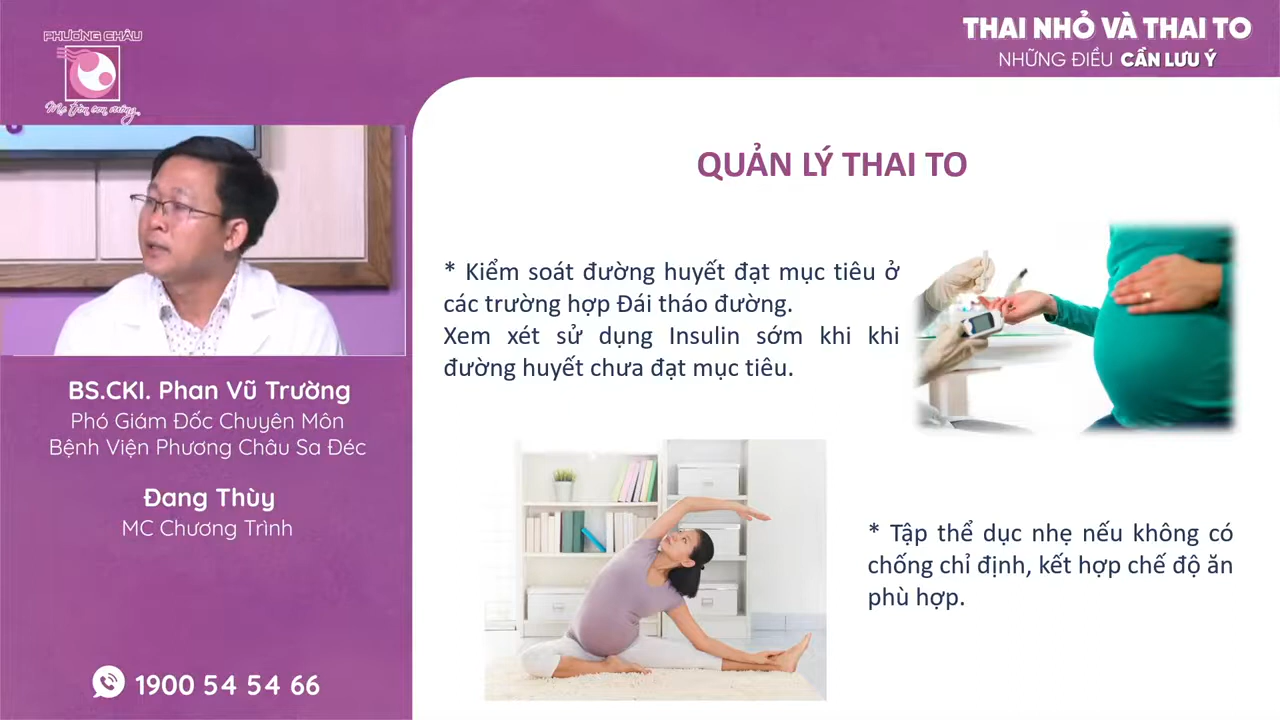 PHƯƠNG CHÂU
Mẹ tròn con vuông
THAI NHỎ VÀ THAI TO
NHỮNG ĐIỀU CẦN LƯU Ý
BS.CKI. Phan Vũ Trường
Phó Giám Đốc Chuyên Môn
Bệnh Viện Phương Châu Sa Đéc
Đang Thùy
MC Chương Trình
1900 54 54 66
QUẢN LÝ THAI TO
* Kiểm soát đường huyết đạt mục tiêu ở
các trường hợp Đái tháo đường.
Xem xét sử dụng Insulin sớm khi khi
đường huyết chưa đạt mục tiêu.
* Tập thể dục nhẹ nếu không có
chống chỉ định, kết hợp chế độ ăn
phù hợp.